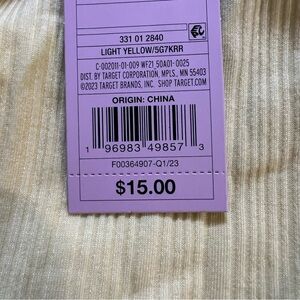 331 01 2840
LIGHT YELLOW/5G7KRR
C-002011-01-009 WF21_50A01-0025
DIST. BY TARGET CORPORATION, MPLS., MN 55403
©2023 TARGET BRANDS, INC. SHOP TARGET.COM
ORIGIN: CHINA
1 96983 49857 3
F00364907-Q1/23
$15.00